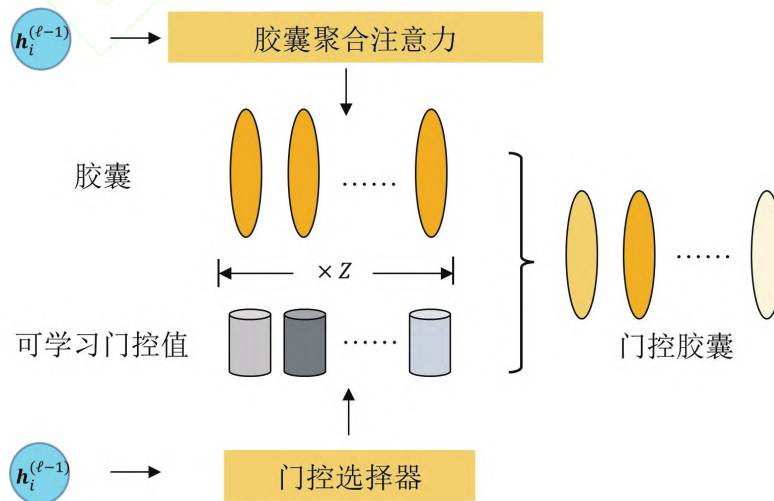 h_i^{(ℓ−1)}
胶囊聚合注意力
胶囊
……
× Z
……
可学习门控值
……
门控胶囊
h_i^{(ℓ−1)}
门控选择器